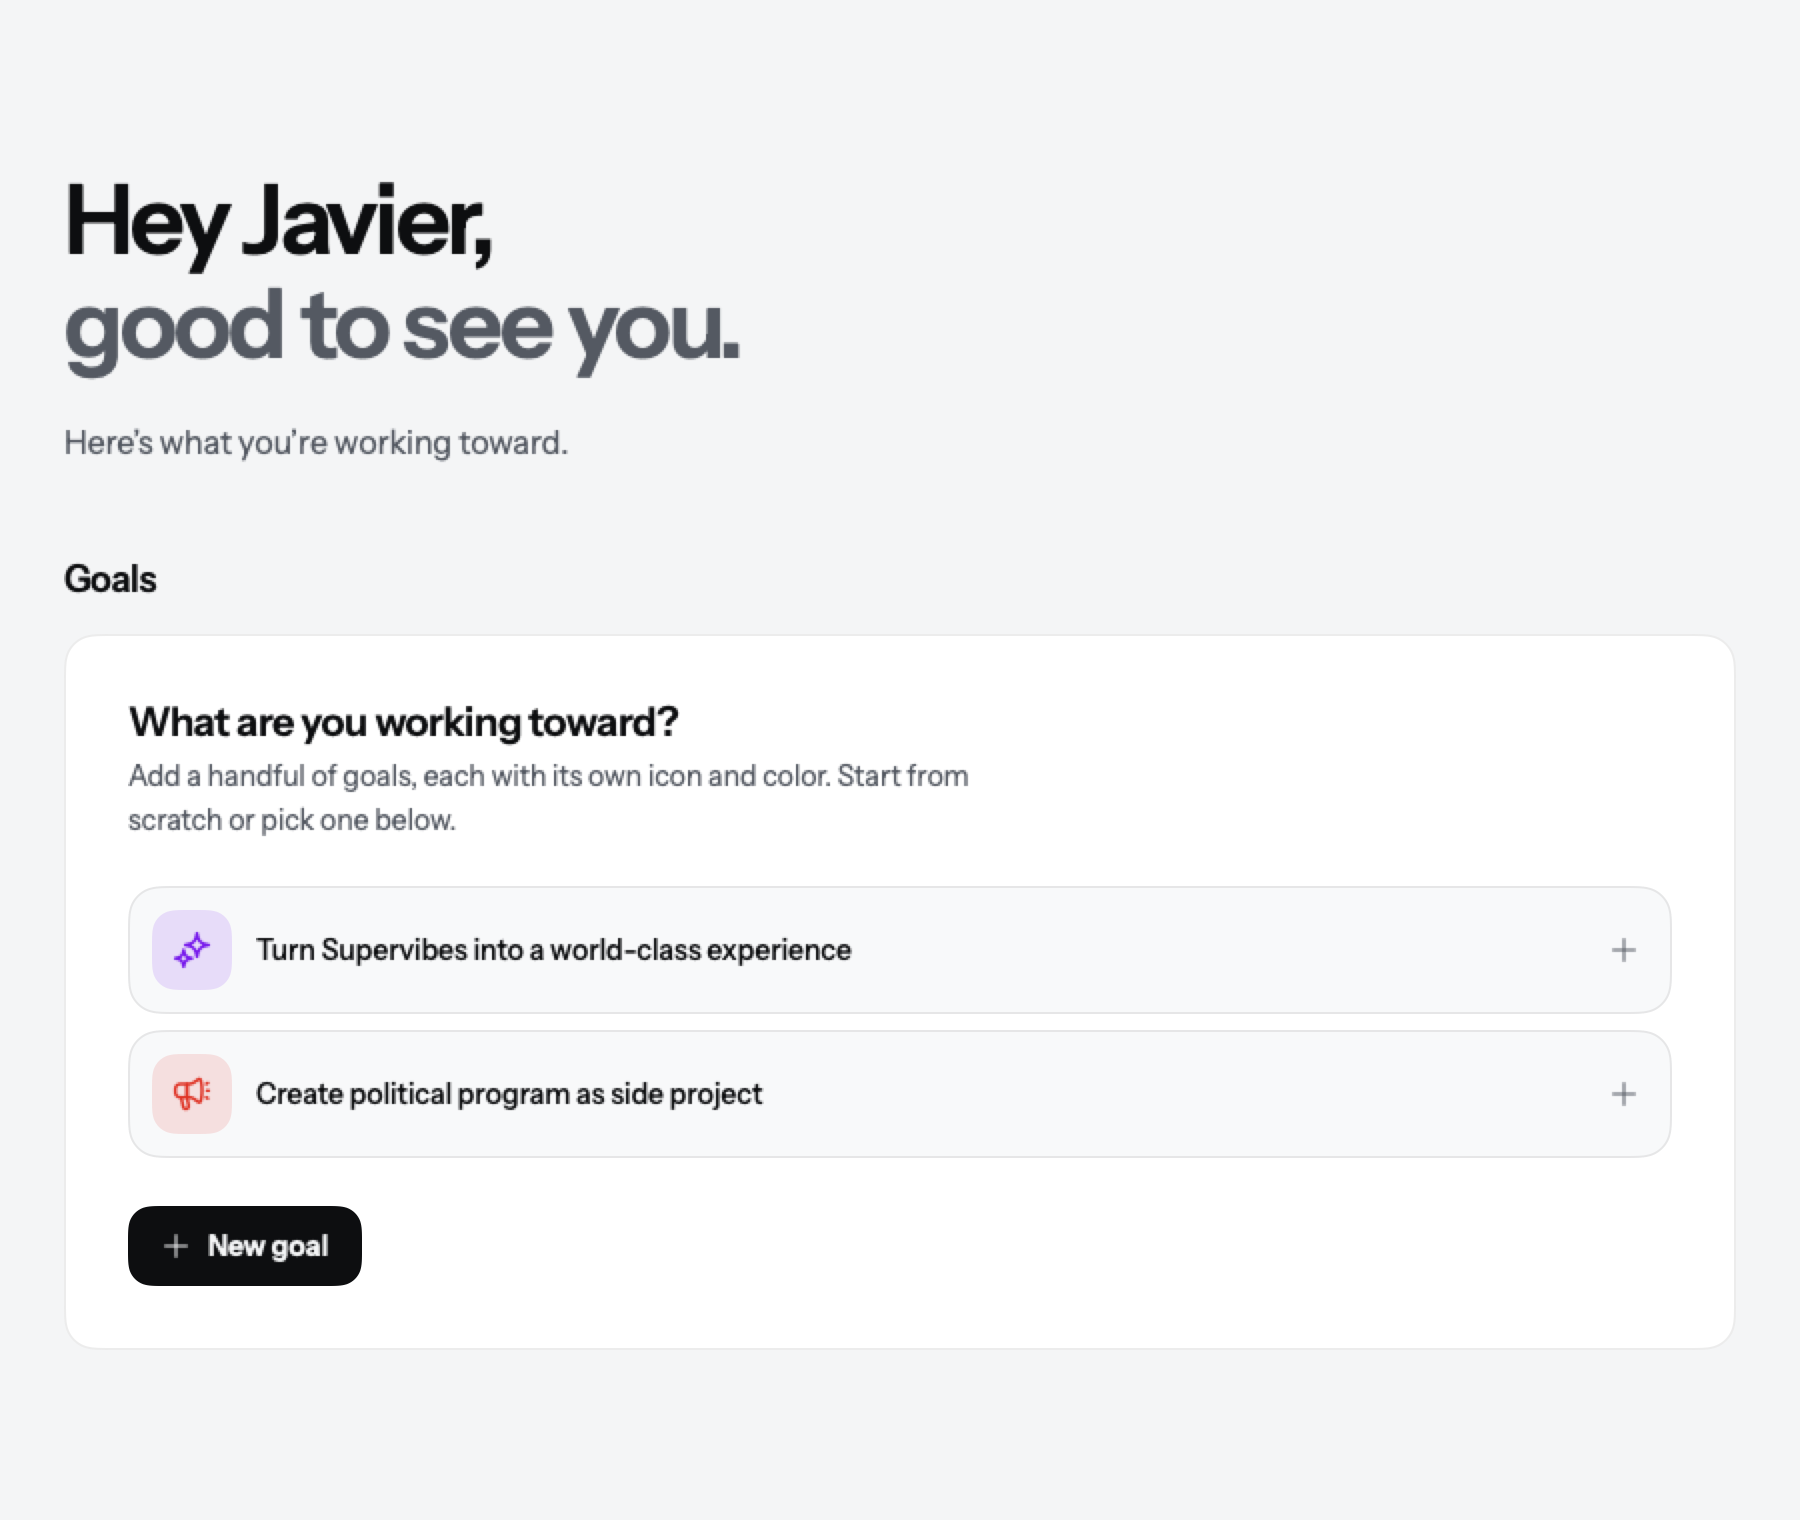 Hey Javier,
good to see you.
Here’s what you’re working toward.
Goals
What are you working toward?
Add a handful of goals, each with its own icon and color. Start from
scratch or pick one below.
Turn Supervibes into a world-class experience
Create political program as side project
New goal